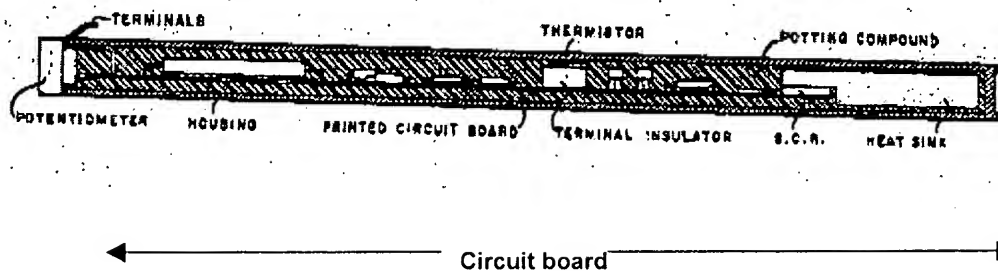 TERMINALS
THERMISTOR
POTTING COMPOUND
POTENTIOMETER
HOUSING
PRINTED CIRCUIT BOARD
TERMINAL INSULATOR
S.C.R.
HEAT SINK
Circuit board